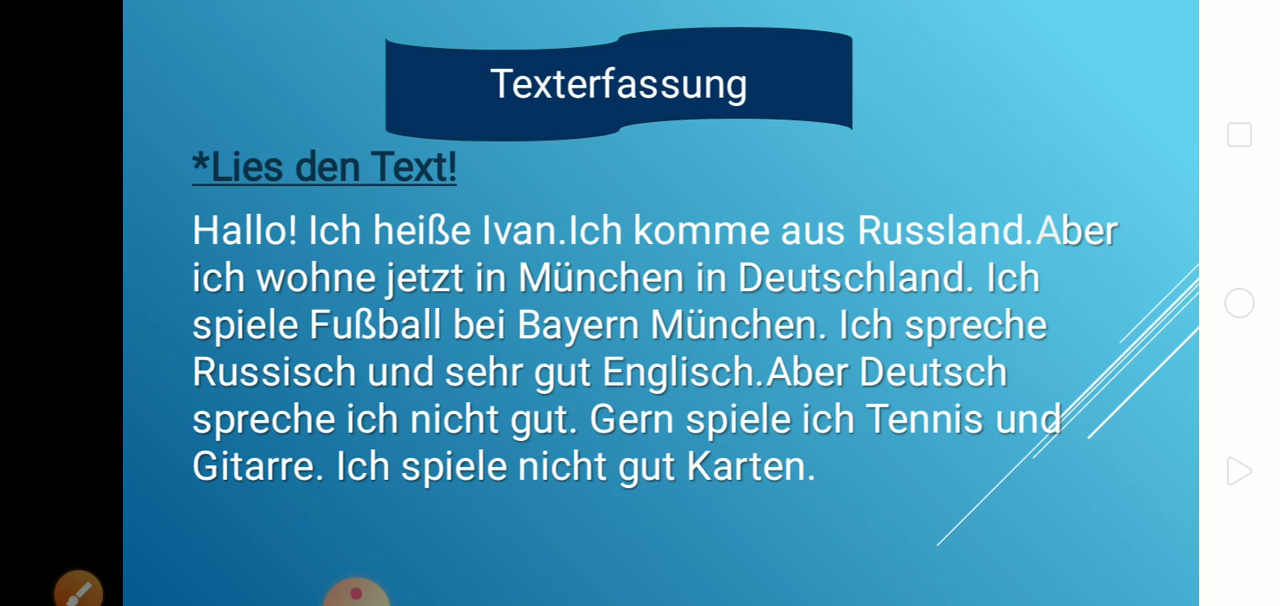 Texterfassung
*Lies den Text!
Hallo! Ich heiße Ivan.Ich komme aus Russland.Aber
ich wohne jetzt in München in Deutschland. Ich
spiele Fußball bei Bayern München. Ich spreche
Russisch und sehr gut Englisch.Aber Deutsch
spreche ich nicht gut. Gern spiele ich Tennis und
Gitarre. Ich spiele nicht gut Karten.